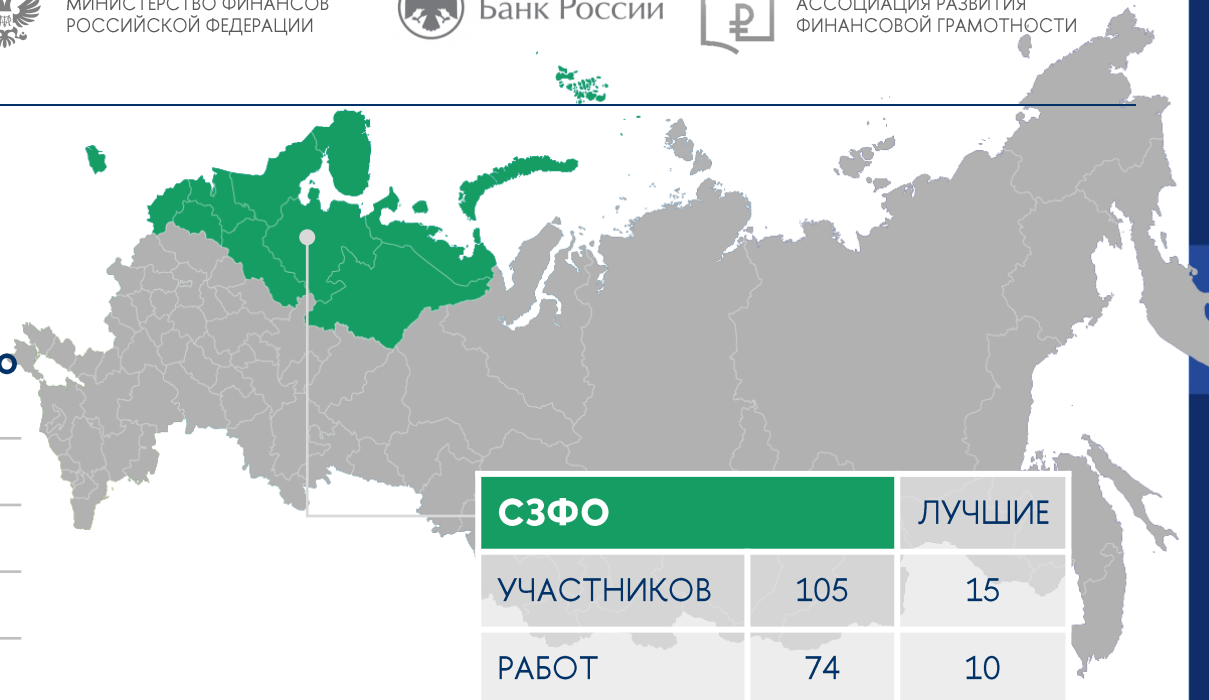 МИНИСТЕРСТВО ФИНАНСОВ
РОССИЙСКОЙ ФЕДЕРАЦИИ
Банк России
АССОЦИАЦИЯ РАЗВИТИЯ
ФИНАНСОВОЙ ГРАМОТНОСТИ
СЗФО ЛУЧШИЕ
УЧАСТНИКОВ 105 15
РАБОТ 74 10